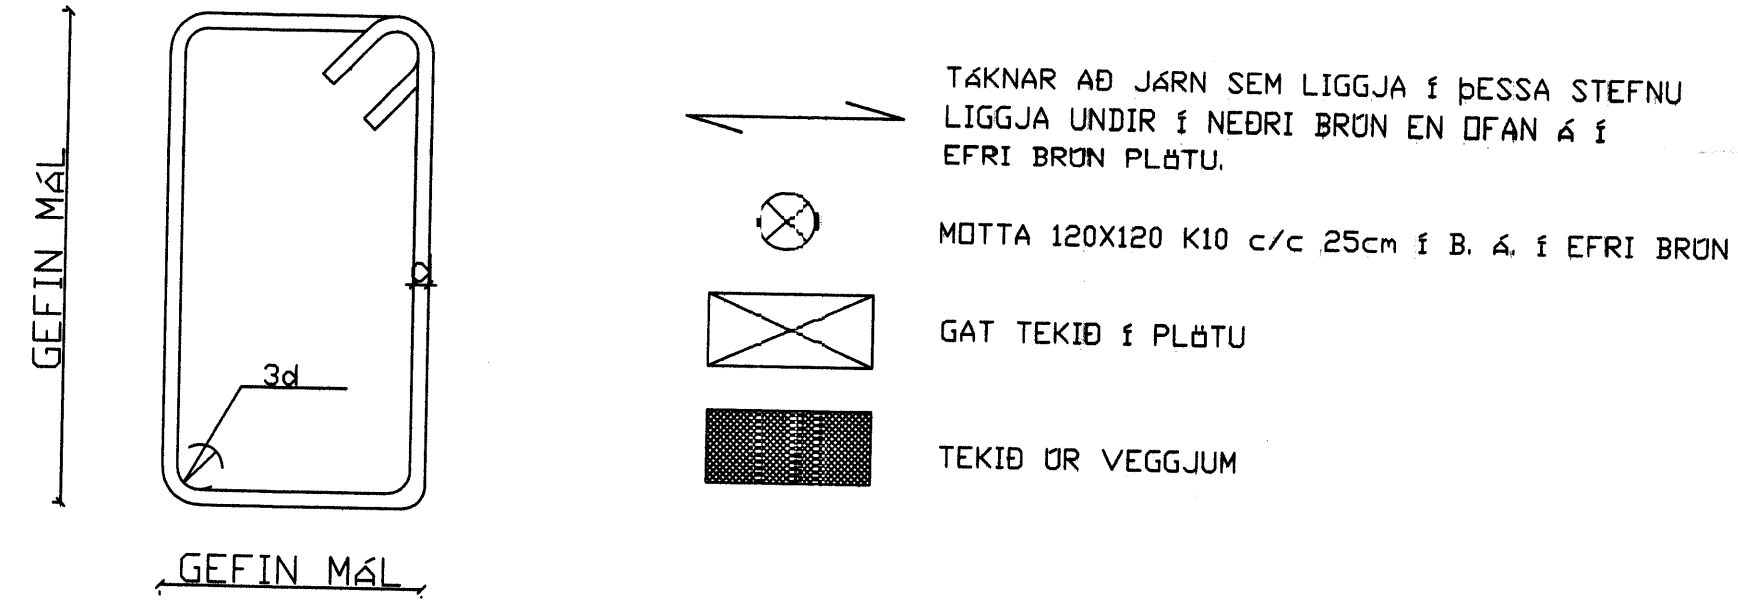 GEFIN MÁL
d
3d
GEFIN MÁL
TÁKNAR AÐ JÁRN SEM LIGGJA Í ÞESSA STEFNU
LIGGJA UNDIR Í NEÐRI BRÚN EN OFAN Á Í
EFRI BRÚN PLÖTU.
MOTTA 120X120 K10 c/c 25cm Í B. Á. Í EFRI BRÚN
GAT TEKIÐ Í PLÖTU
TEKIÐ ÚR VEGGJUM